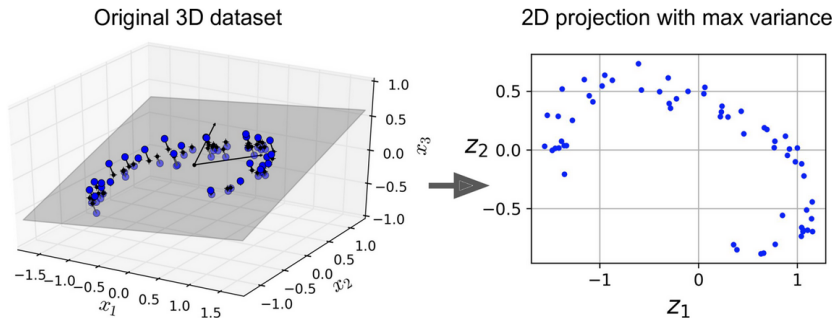 Original 3D dataset
1.0
0.5
0.0
−0.5
−1.0
x₃
−1.5 −1.0 −0.5 0.0 0.5 1.0 1.5
x₁
−1.0 −0.5 0.0 0.5 1.0
x₂
2D projection with max variance
0.5
0.0
−0.5
z₂
−1 0 1
z₁